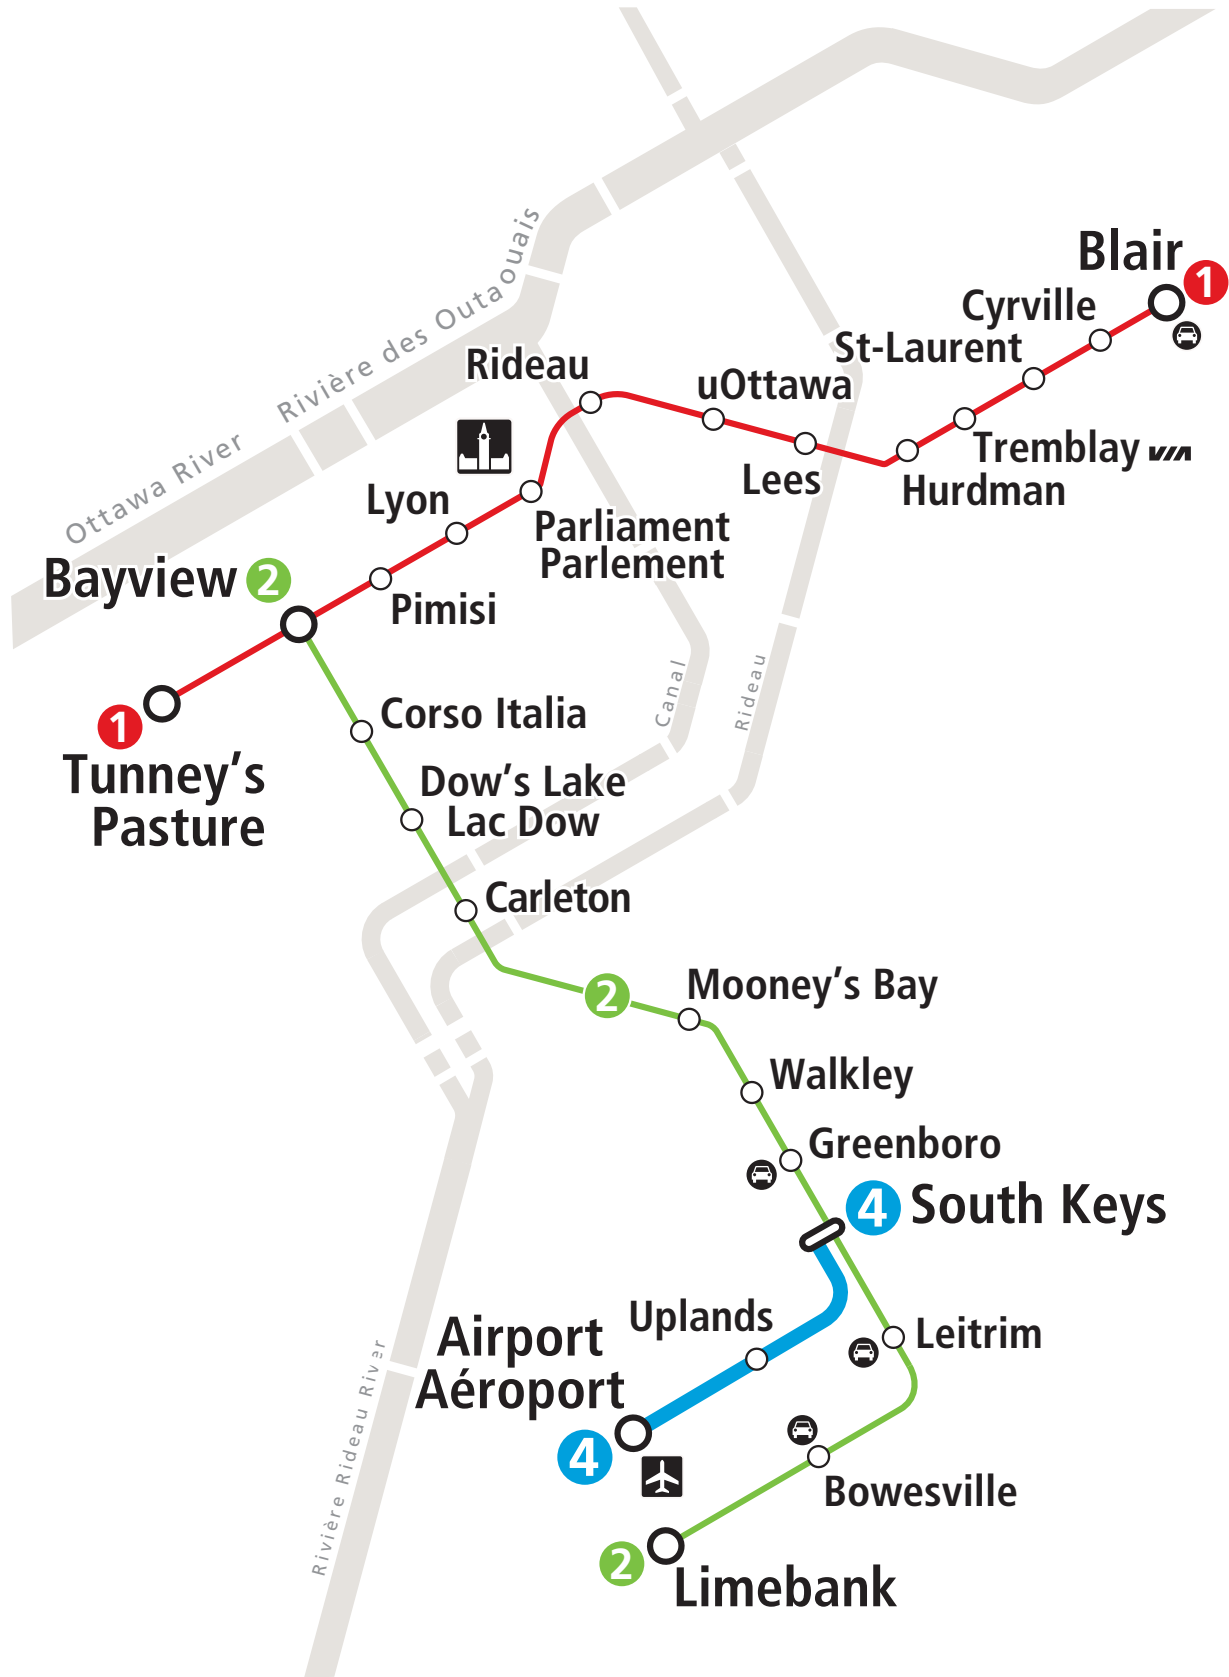 Blair
1
Cyrville
St-Laurent
Rideau
uOttawa
Tremblay VIA
Lees
Hurdman
Ottawa River Rivière des Outaouais
Lyon
Parliament
Parlement
Bayview 2
Pimisi
1
Tunney's
Pasture
Corso Italia
Canal
Rideau
Dow's Lake
Lac Dow
Carleton
2
Mooney's Bay
Walkley
Greenboro
4 South Keys
Uplands
Leitrim
Airport
Aéroport
4
Bowesville
Rivière Rideau River
2
Limebank